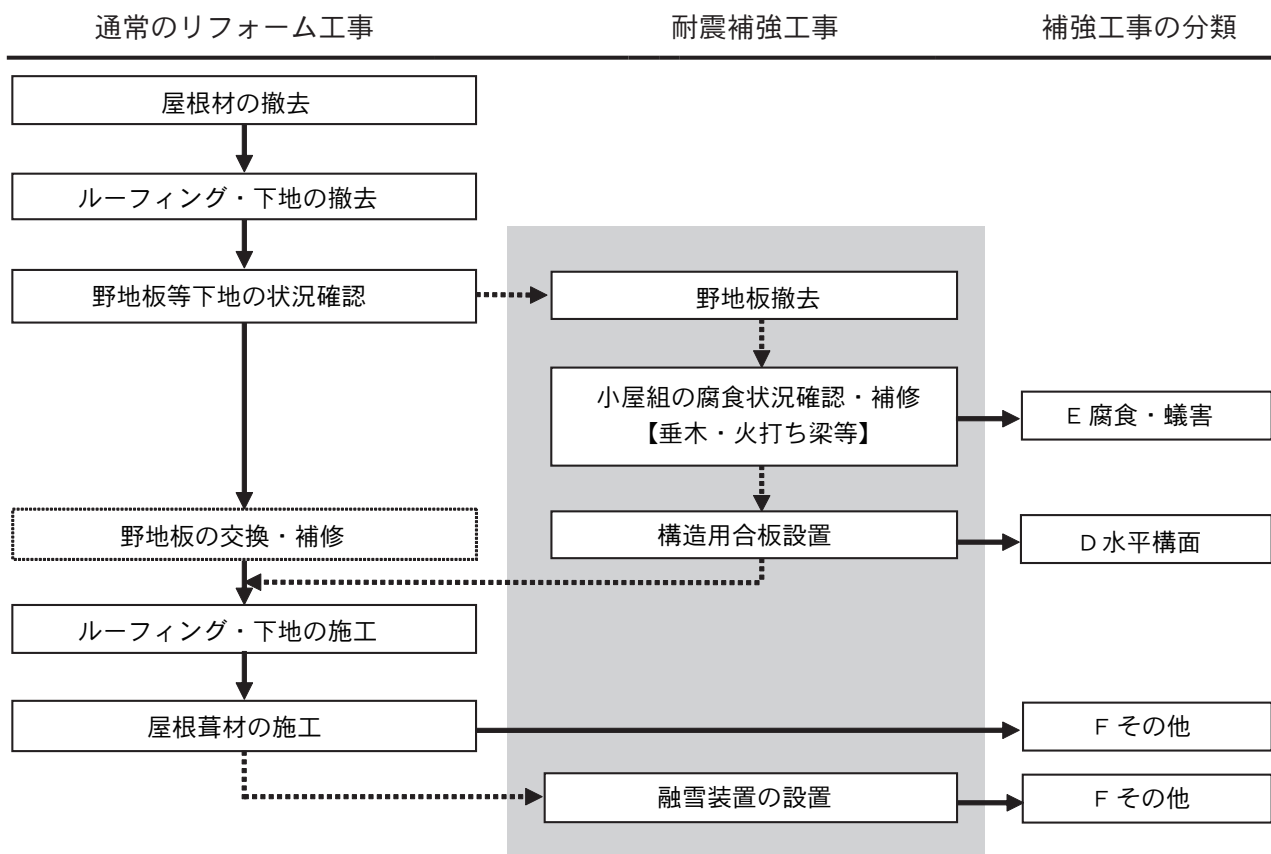 通常のリフォーム工事
耐震補強工事
補強工事の分類
屋根材の撤去
ルーフィング・下地の撤去
野地板等下地の状況確認
野地板撤去
小屋組の腐食状況確認・補修
【垂木・火打ち梁等】
E 腐食・蟻害
野地板の交換・補修
構造用合板設置
D 水平構面
ルーフィング・下地の施工
屋根葺材の施工
F その他
融雪装置の設置
F その他